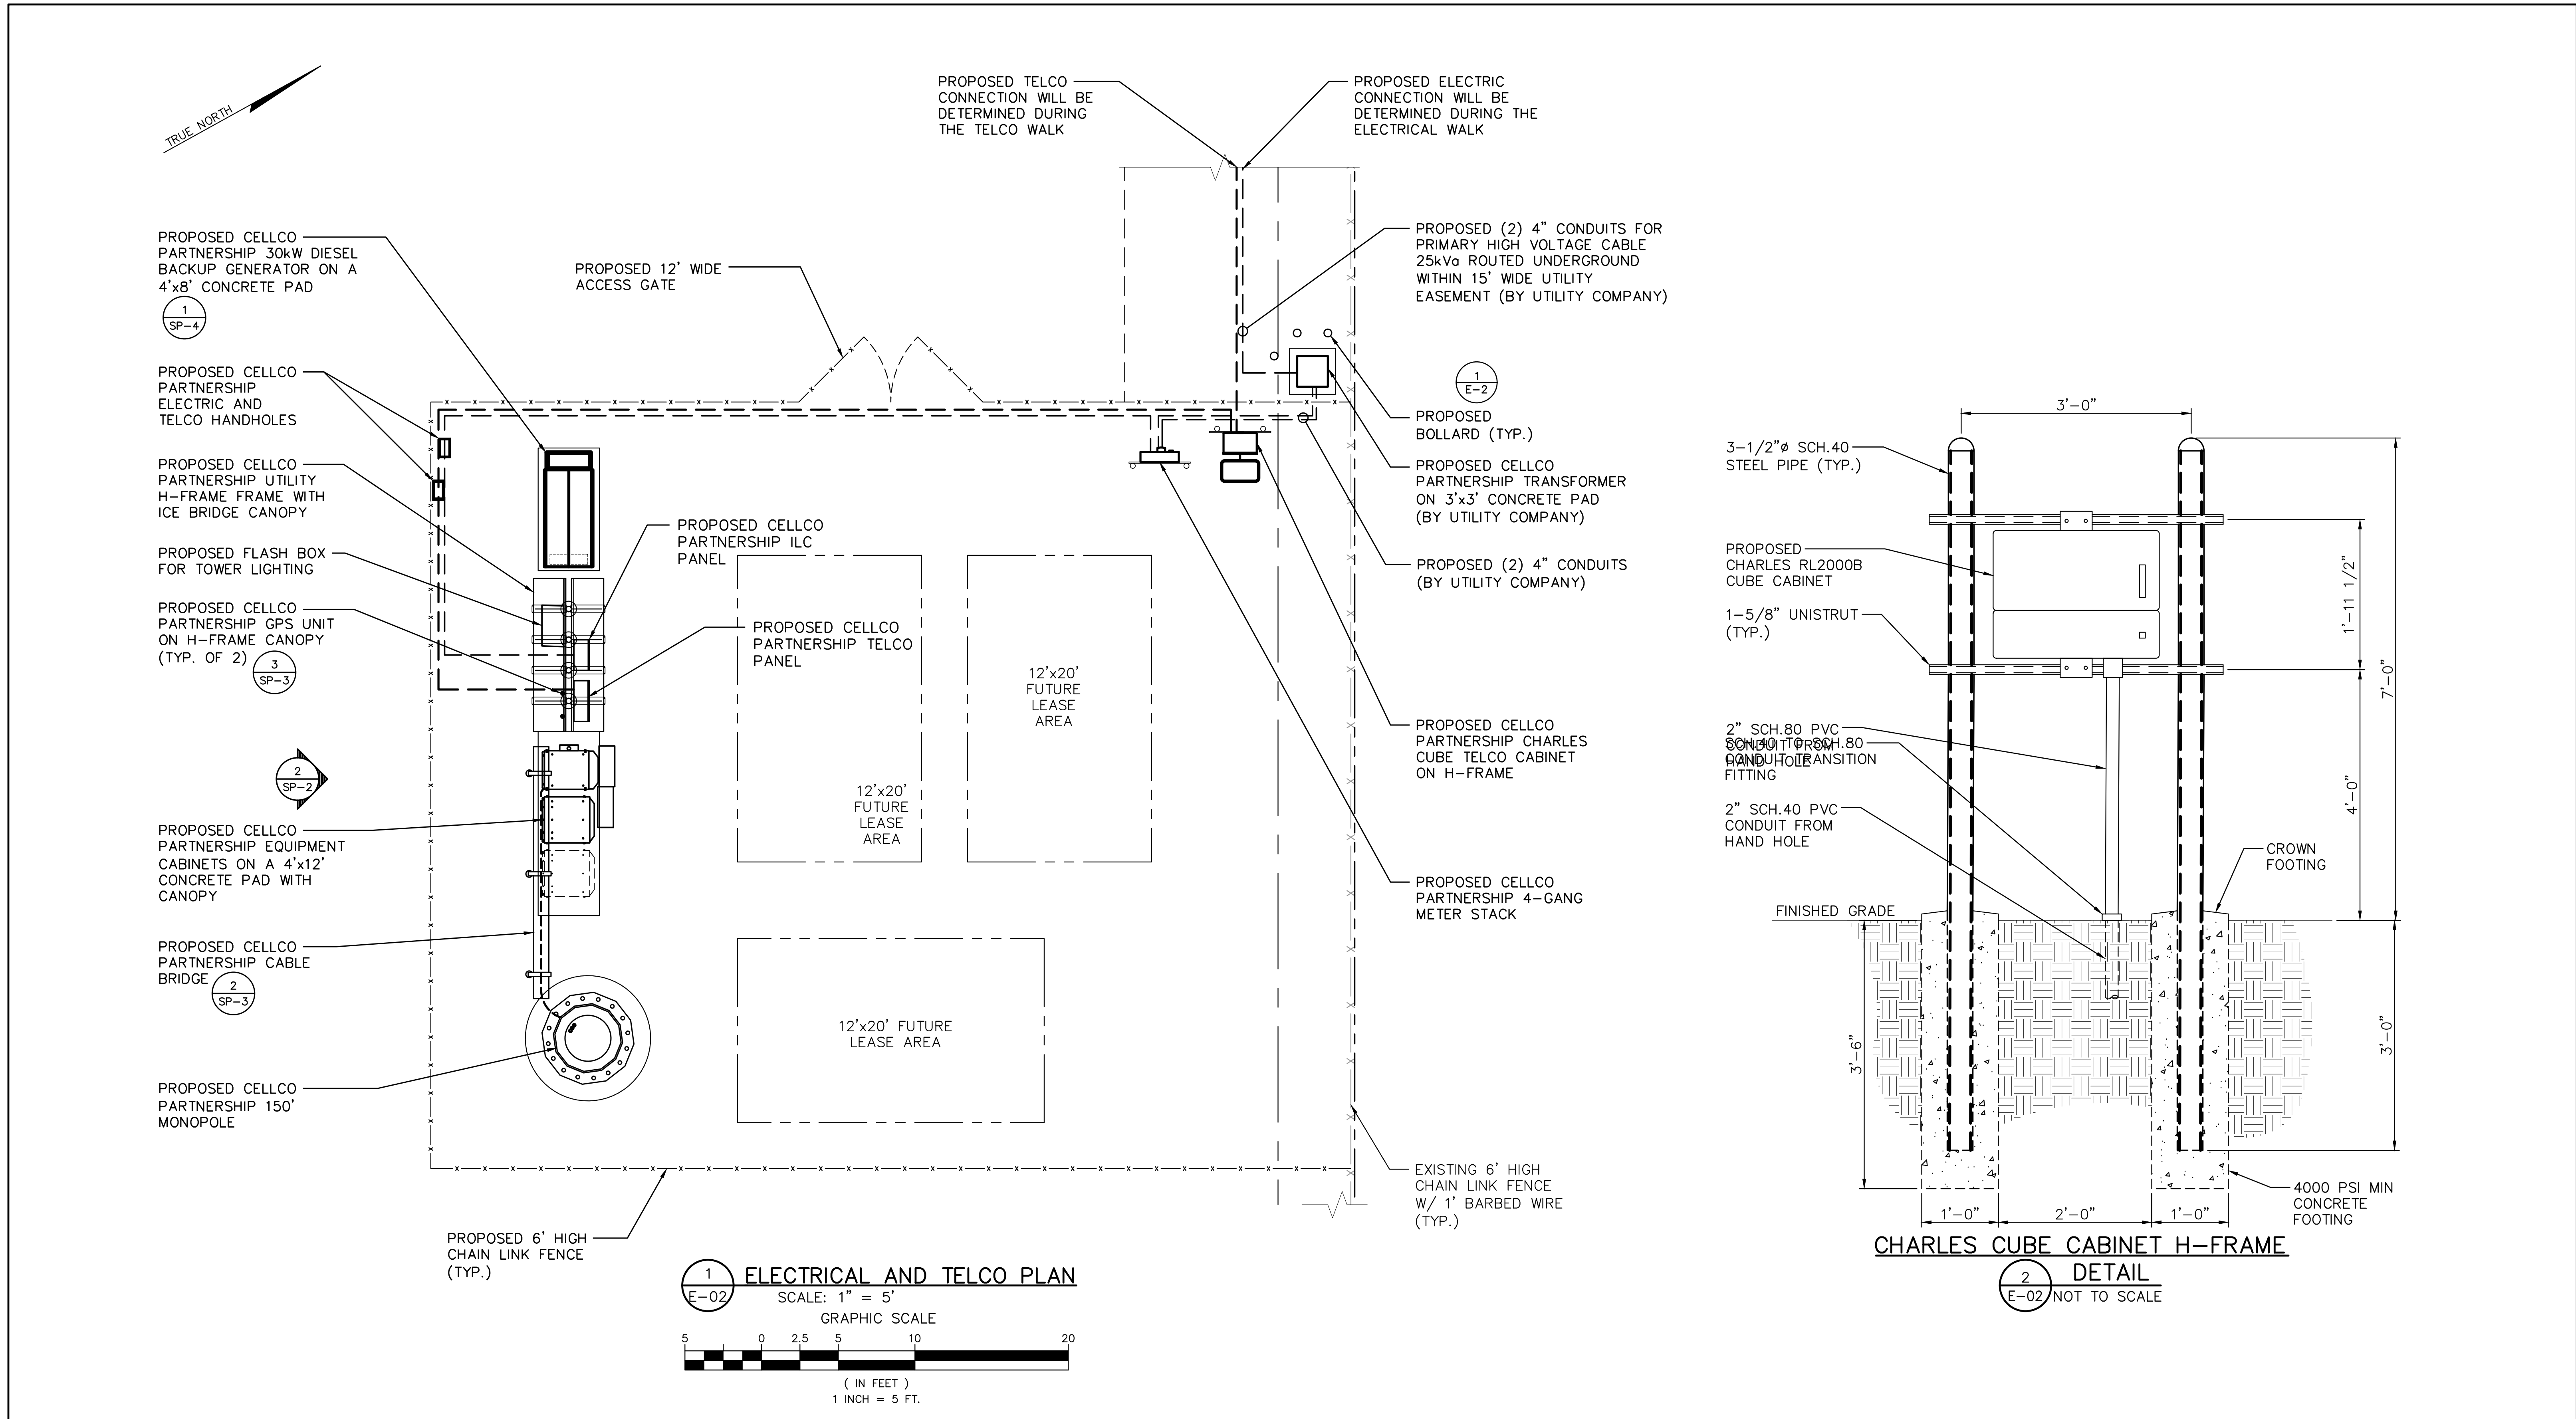 TRUE NORTH
PROPOSED TELCO
CONNECTION WILL BE
DETERMINED DURING
THE TELCO WALK
PROPOSED ELECTRIC
CONNECTION WILL BE
DETERMINED DURING THE
ELECTRICAL WALK
PROPOSED CELLCO
PARTNERSHIP 30kW DIESEL
BACKUP GENERATOR ON A
4'x8' CONCRETE PAD
1
SP-4
PROPOSED 12' WIDE
ACCESS GATE
PROPOSED CELLCO
PARTNERSHIP
ELECTRIC AND
TELCO HANDHOLES
PROPOSED CELLCO
PARTNERSHIP UTILITY
H-FRAME FRAME WITH
ICE BRIDGE CANOPY
PROPOSED FLASH BOX
FOR TOWER LIGHTING
PROPOSED CELLCO
PARTNERSHIP GPS UNIT
ON H-FRAME CANOPY
(TYP. OF 2)
3
SP-3
2
SP-2
PROPOSED CELLCO
PARTNERSHIP EQUIPMENT
CABINETS ON A 4'x12'
CONCRETE PAD WITH
CANOPY
PROPOSED CELLCO
PARTNERSHIP CABLE
BRIDGE
2
SP-3
PROPOSED CELLCO
PARTNERSHIP 150'
MONOPOLE
PROPOSED CELLCO
PARTNERSHIP ILC
PANEL
PROPOSED CELLCO
PARTNERSHIP TELCO
PANEL
12'x20'
FUTURE
LEASE
AREA
12'x20'
FUTURE
LEASE
AREA
12'x20' FUTURE
LEASE AREA
PROPOSED (2) 4" CONDUITS FOR
PRIMARY HIGH VOLTAGE CABLE
25kVa ROUTED UNDERGROUND
WITHIN 15' WIDE UTILITY
EASEMENT (BY UTILITY COMPANY)
1
E-2
PROPOSED
BOLLARD (TYP.)
PROPOSED CELLCO
PARTNERSHIP TRANSFORMER
ON 3'x3' CONCRETE PAD
(BY UTILITY COMPANY)
PROPOSED (2) 4" CONDUITS
(BY UTILITY COMPANY)
PROPOSED CELLCO
PARTNERSHIP CHARLES
CUBE TELCO CABINET
ON H-FRAME
PROPOSED CELLCO
PARTNERSHIP 4-GANG
METER STACK
EXISTING 6' HIGH
CHAIN LINK FENCE
W/ 1' BARBED WIRE
(TYP.)
PROPOSED 6' HIGH
CHAIN LINK FENCE
(TYP.)
1
E-02
ELECTRICAL AND TELCO PLAN
SCALE: 1" = 5'
GRAPHIC SCALE
5 0 2.5 5 10 20
( IN FEET )
1 INCH = 5 FT.
3'-0"
3-1/2"ø SCH.40
STEEL PIPE (TYP.)
PROPOSED
CHARLES RL2000B
CUBE CABINET
1-5/8" UNISTRUT
(TYP.)
2" SCH.80 PVC
CONDUIT FROM
HAND HOLE
SCH.40 TO SCH.80
CONDUIT TRANSITION
FITTING
2" SCH.40 PVC
CONDUIT FROM
HAND HOLE
1'-11 1/2"
7'-0"
4'-0"
CROWN
FOOTING
FINISHED GRADE
3'-6"
3'-0"
4000 PSI MIN
CONCRETE
FOOTING
1'-0" 2'-0" 1'-0"
CHARLES CUBE CABINET H-FRAME
DETAIL
2
E-02
NOT TO SCALE